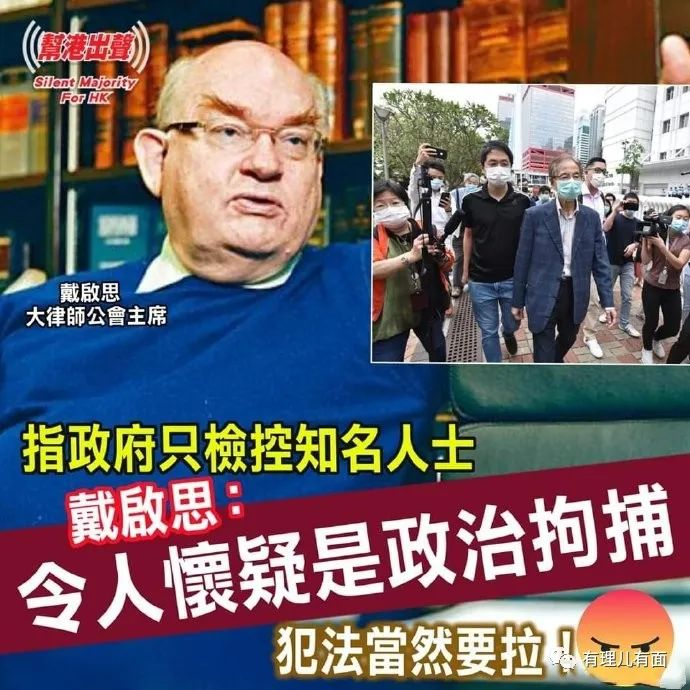 幫港出聲
Silent Majority
For HK
戴啟思
大律師公會主席
指政府只檢控知名人士
戴啟思：
令人懷疑是政治拘捕
犯法當然要拉！
有理儿有面